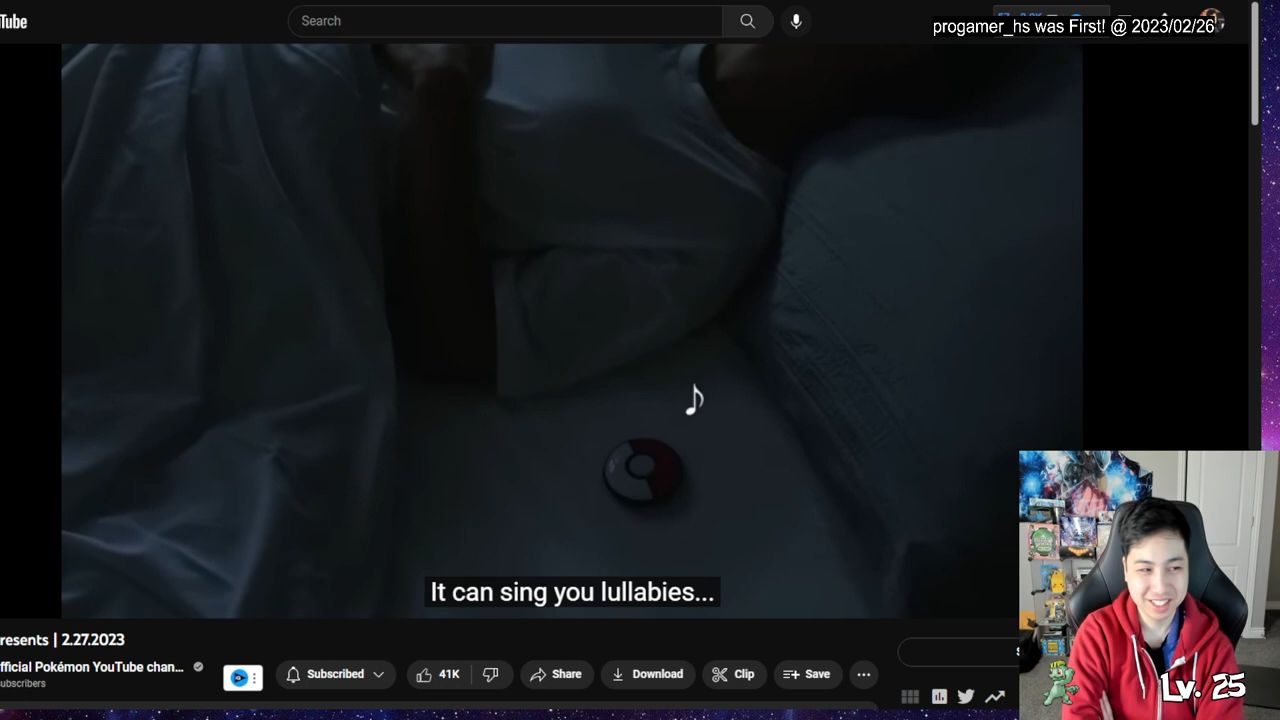 Tube
Search
progamer_hs was First! @ 2023/02/26
It can sing you lullabies...
resents | 2.27.2023
fficial Pokémon YouTube chan...
ubscribers
Subscribed
41K
Share
Download
Clip
Save
Lv. 25